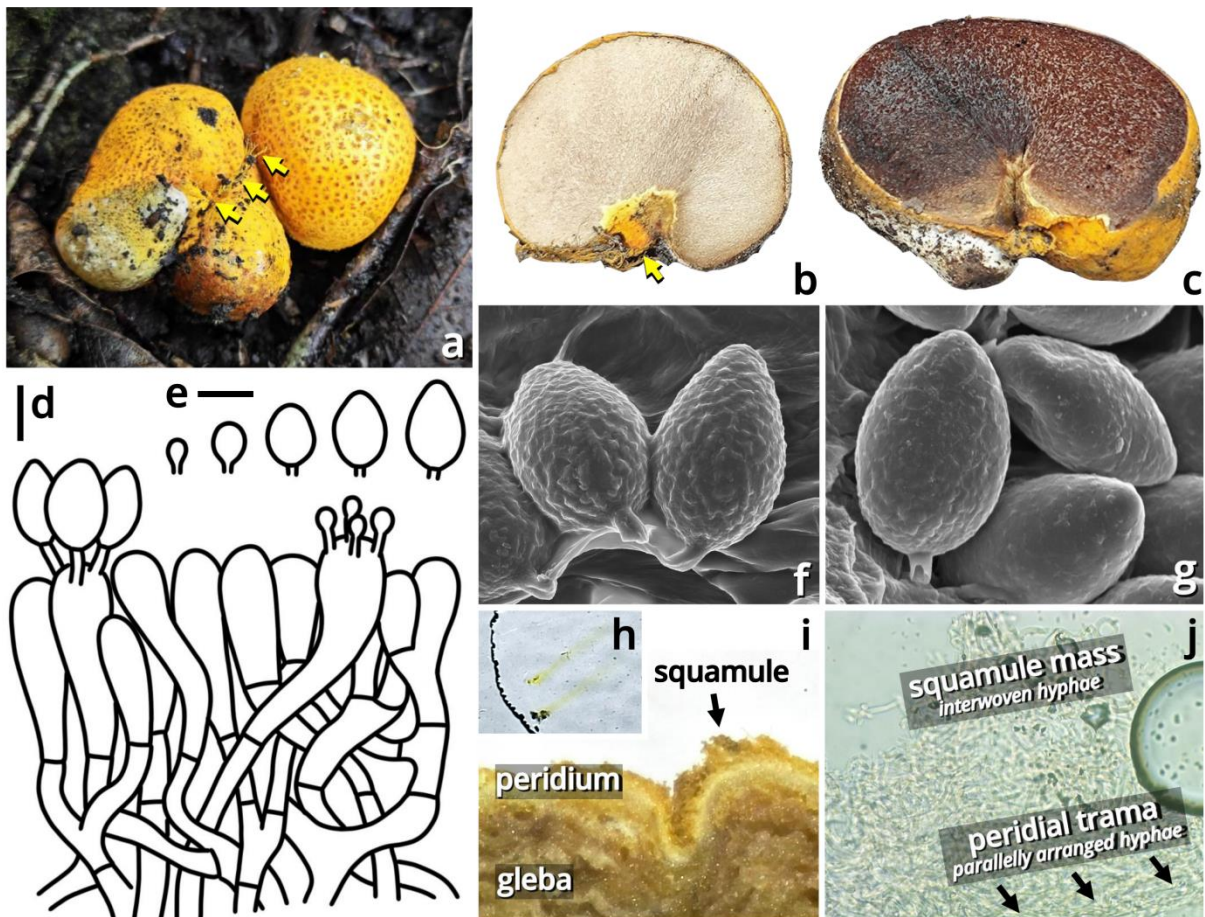 a
b
c
d
e
f
g
h
i
squamule
peridium
gleba
j
squamule mass
interwoven hyphae
peridial trama
parallelly arranged hyphae